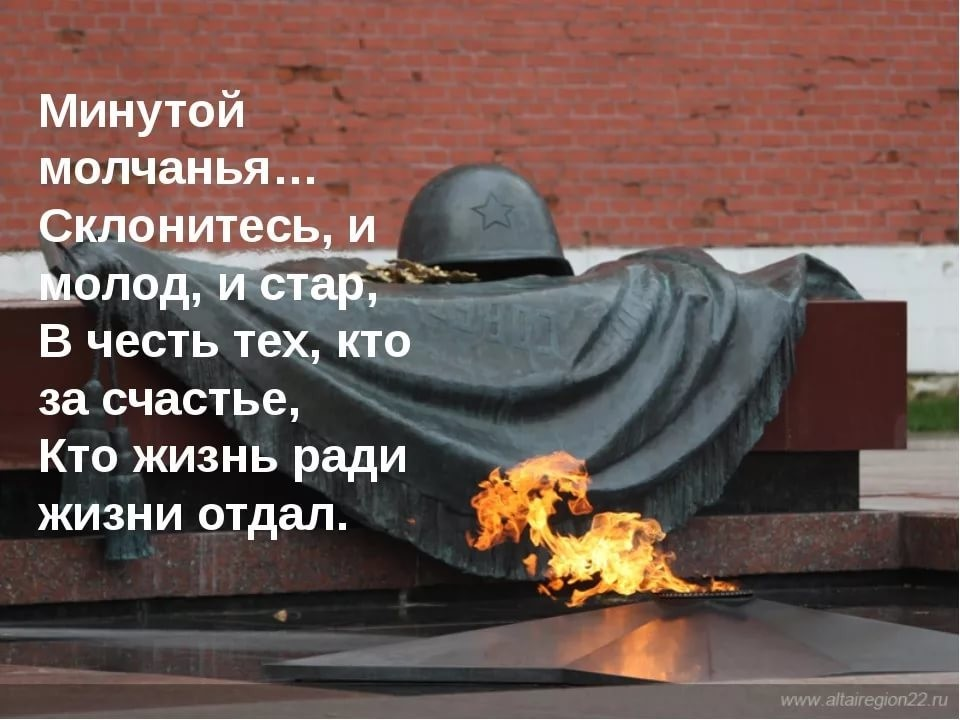 Минутой
молчанья…
Склонитесь, и
молод, и стар,
В честь тех, кто
за счастье,
Кто жизнь ради
жизни отдал.
www.altairegion22.ru